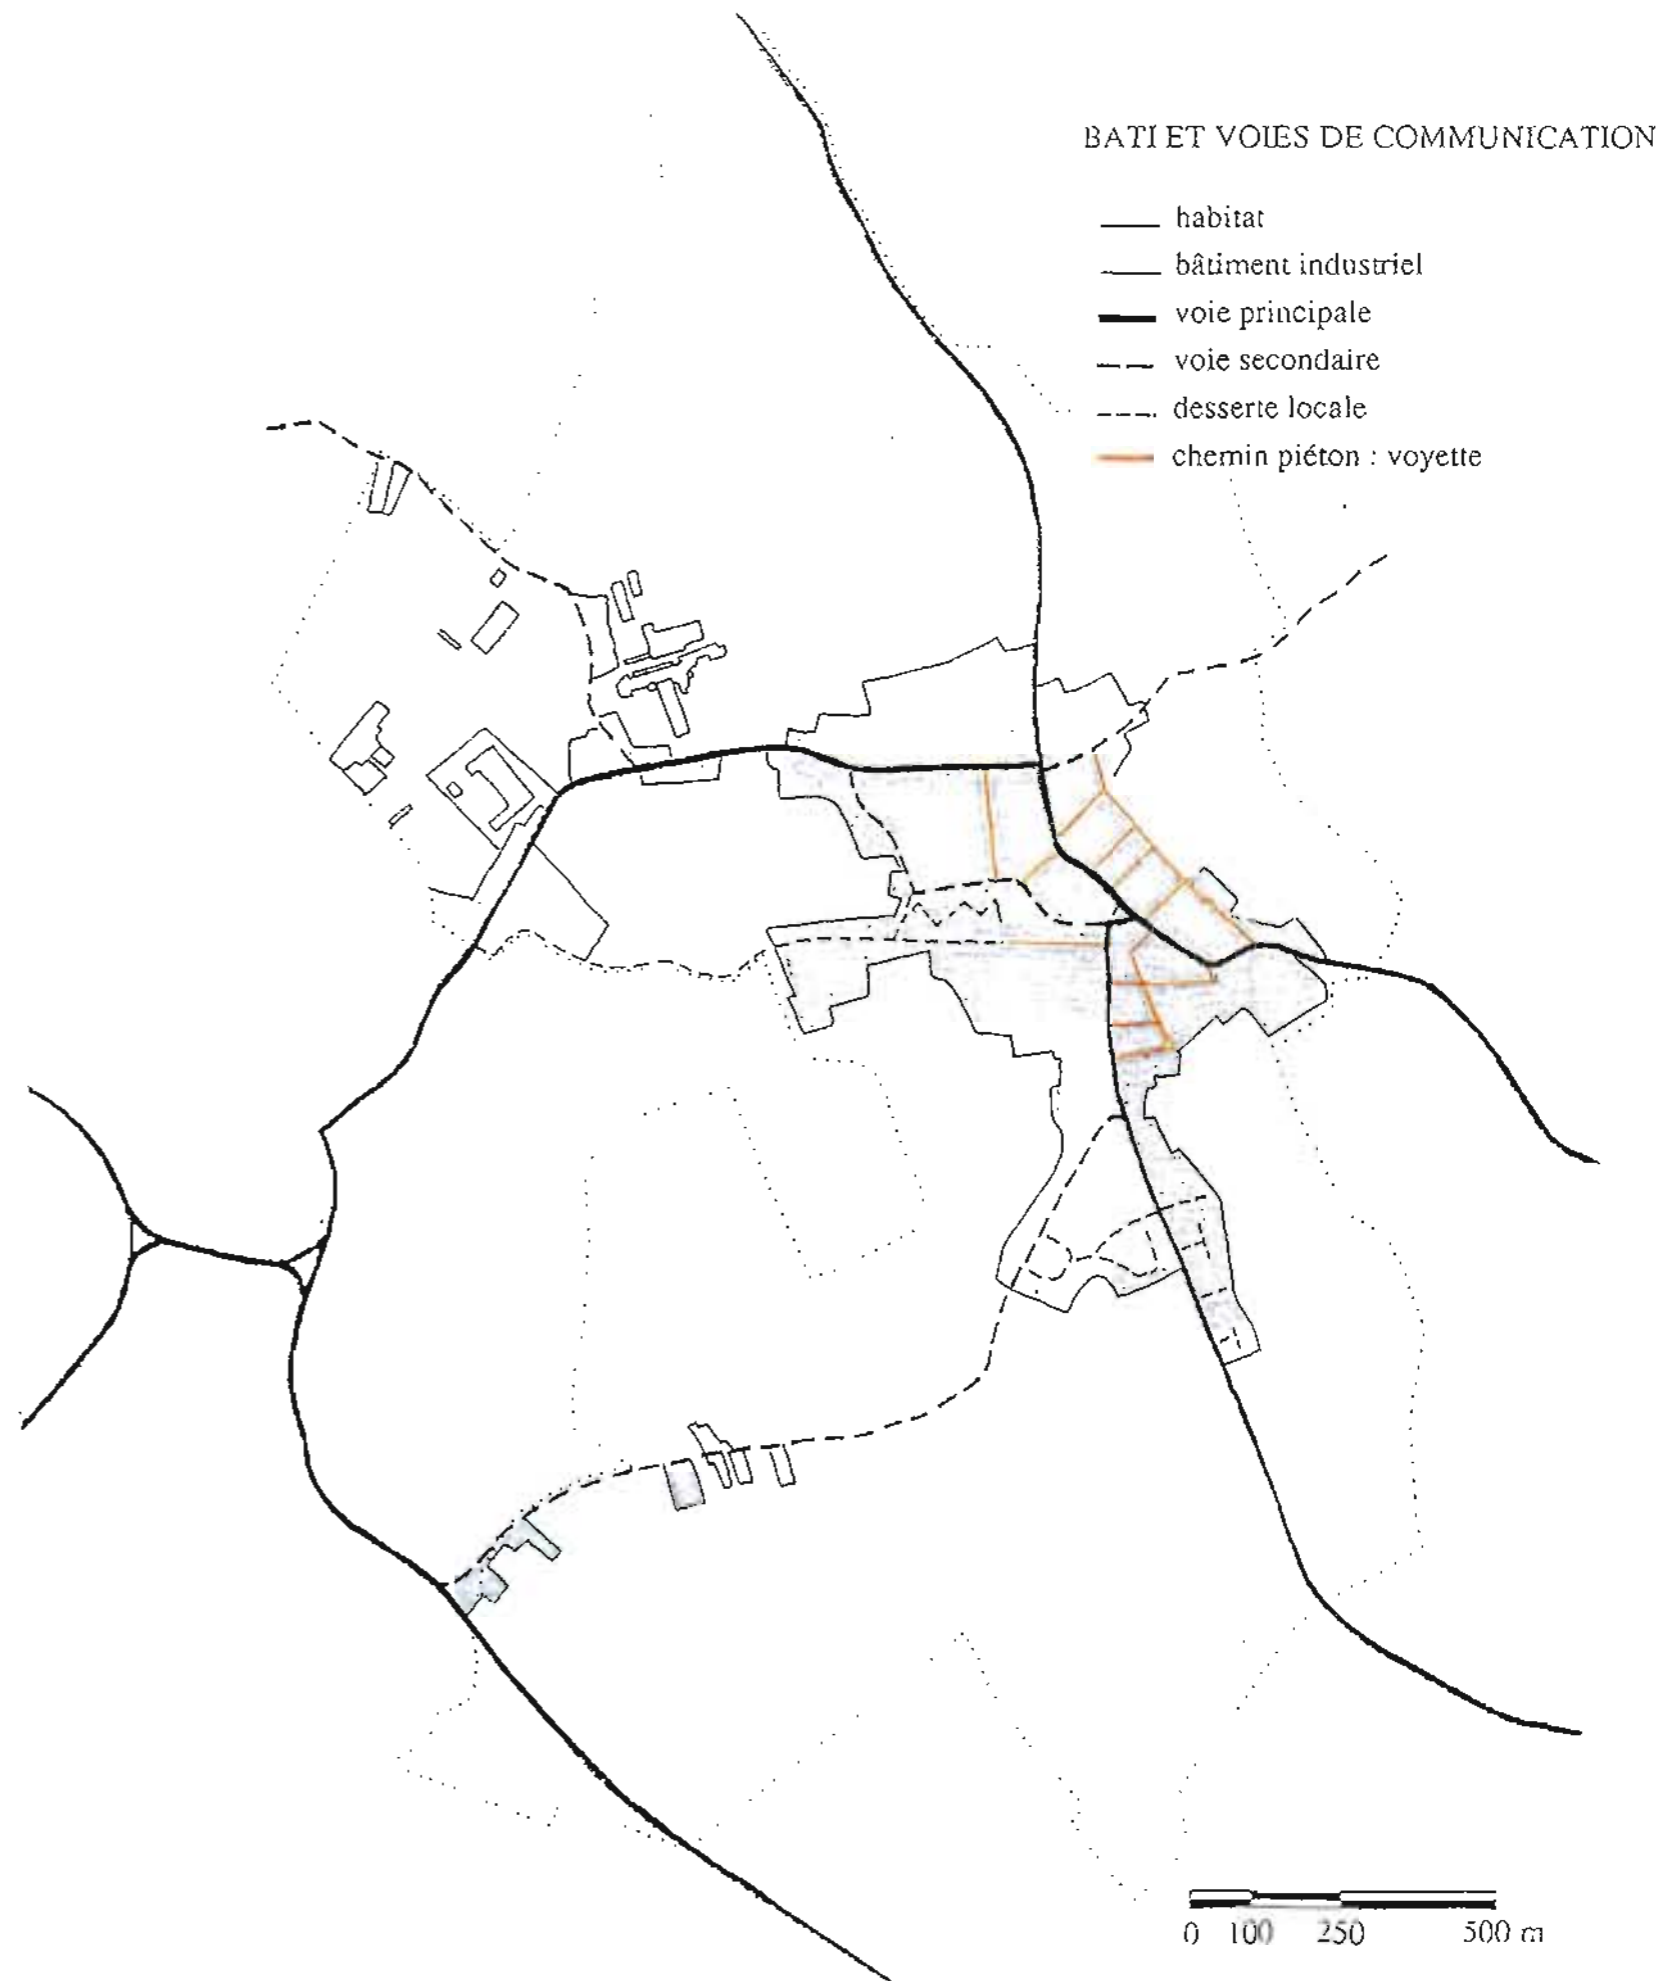 BATI ET VOIES DE COMMUNICATION
habitat
bâtiment industriel
voie principale
voie secondaire
desserte locale
chemin piéton : voyette
0 100 250 500 m